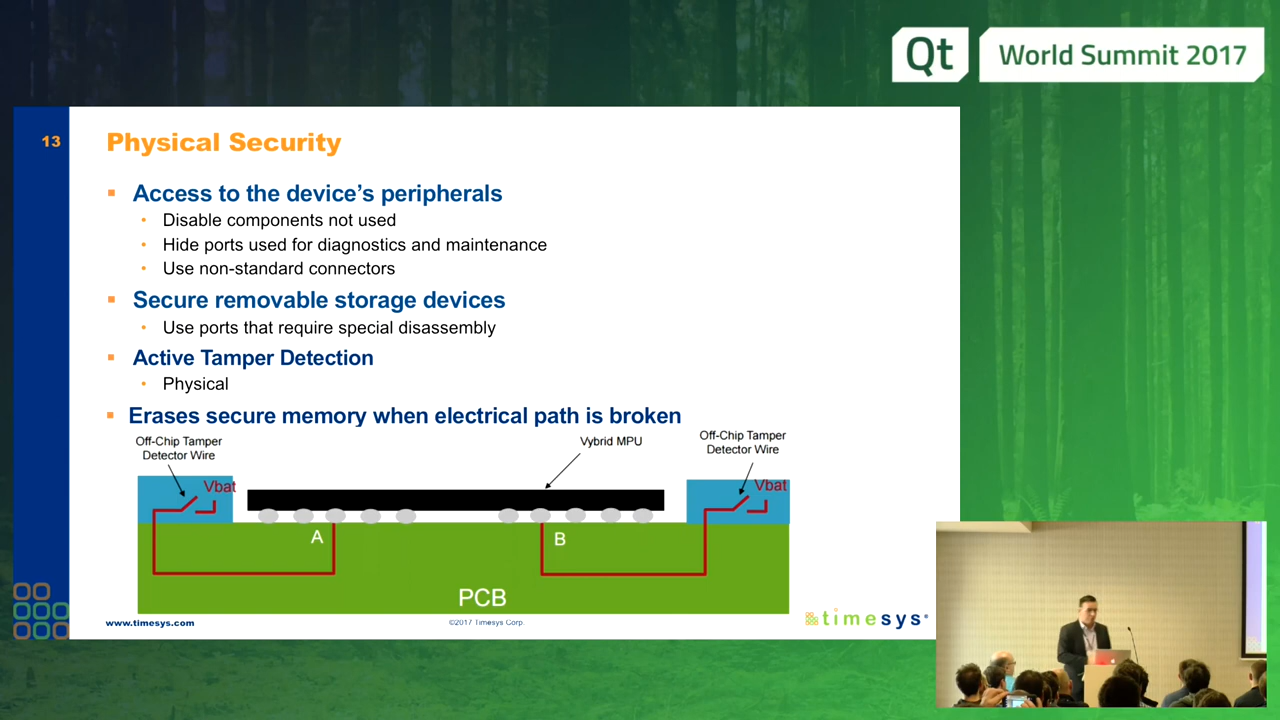 Qt World Summit 2017
13
Physical Security
Access to the device's peripherals
Disable components not used
Hide ports used for diagnostics and maintenance
Use non-standard connectors
Secure removable storage devices
Use ports that require special disassembly
Active Tamper Detection
Physical
Erases secure memory when electrical path is broken
Off-Chip Tamper
Detector Wire
Vybrid MPU
Off-Chip Tamper
Detector Wire
Vbat
Vbat
A
B
PCB
www.timesys.com
©2017 Timesys Corp.
timesys